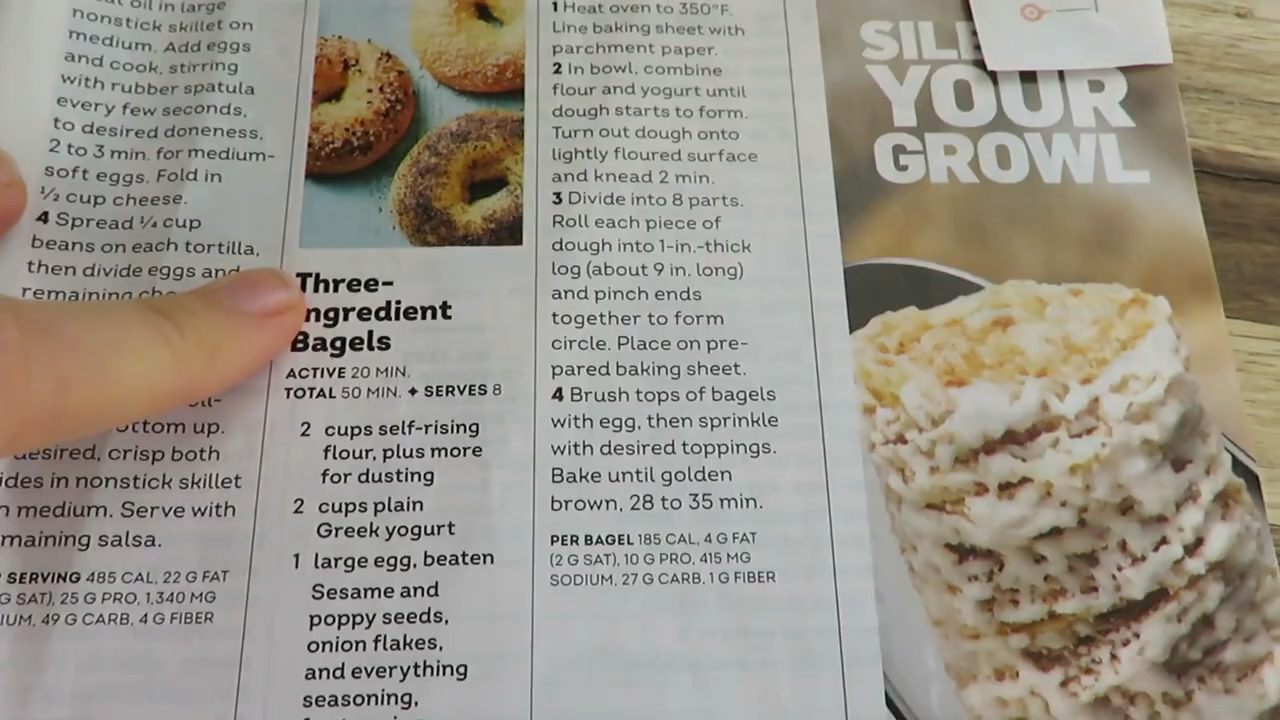 oil in large
nonstick skillet on
medium. Add eggs
and cook, stirring
with rubber spatula
every few seconds,
to desired doneness,
2 to 3 min. for medium-
soft eggs. Fold in
½ cup cheese.
4 Spread ¼ cup
beans on each tortilla,
then divide eggs and
remaining
ottom up.
desired, crisp both
ides in nonstick skillet
n medium. Serve with
maining salsa.
SERVING 485 CAL, 22 G FAT
G SAT), 25 G PRO, 1,340 MG
IUM, 49 G CARB, 4 G FIBER
Three-
ngredient
Bagels
ACTIVE 20 MIN.
TOTAL 50 MIN. ✦ SERVES 8
2 cups self-rising
flour, plus more
for dusting
2 cups plain
Greek yogurt
1 large egg, beaten
Sesame and
poppy seeds,
onion flakes,
and everything
seasoning,
1 Heat oven to 350°F.
Line baking sheet with
parchment paper.
2 In bowl, combine
flour and yogurt until
dough starts to form.
Turn out dough onto
lightly floured surface
and knead 2 min.
3 Divide into 8 parts.
Roll each piece of
dough into 1-in.-thick
log (about 9 in. long)
and pinch ends
together to form
circle. Place on pre-
pared baking sheet.
4 Brush tops of bagels
with egg, then sprinkle
with desired toppings.
Bake until golden
brown, 28 to 35 min.
PER BAGEL 185 CAL, 4 G FAT
(2 G SAT), 10 G PRO, 415 MG
SODIUM, 27 G CARB, 1 G FIBER
SILE
YOUR
GROWL